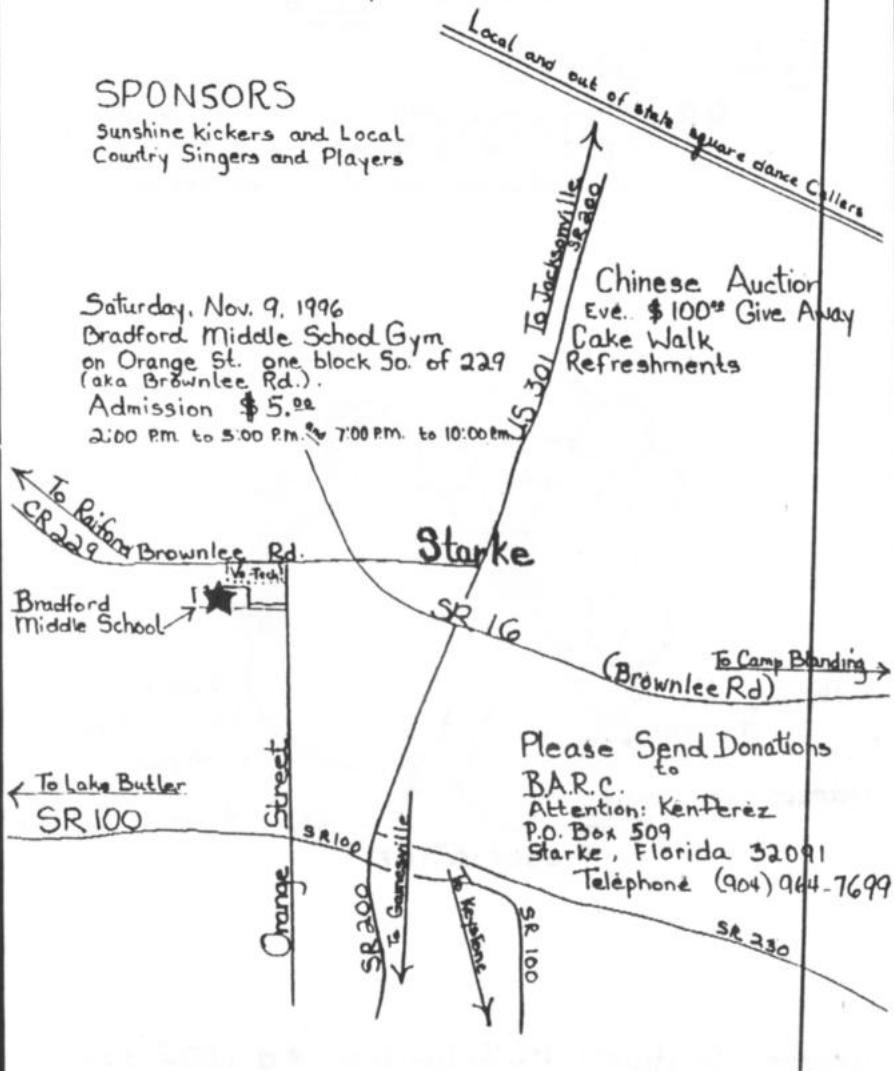 Local and out of state square dance Callers
SPONSORS
Sunshine kickers and Local
Country Singers and Players
To Jacksonville
SR 200
US 301
Chinese Auction
Eve. $100.00 Give Away
Cake Walk
Refreshments
Saturday, Nov. 9, 1996
Bradford Middle School Gym
on Orange St. one block So. of 229
(aka Brownlee Rd.).
Admission $5.00
2:00 P.M. to 5:00 P.M. and 7:00 P.M. to 10:00 P.M.
To Raiford
CR 229
Brownlee Rd.
Starke
Vo-Tech
Bradford
Middle School
SR 16
To Camp Blanding
(Brownlee Rd)
Please Send Donations
to
B.A.R.C.
Attention: Ken Derez
P.O. Box 509
Starke, Florida 32091
Telephone (904) 964-7699
To Lake Butler
SR 100
Orange Street
SR 100
SR 200
To Gainesville
To Keystone
SR 100
SR 230